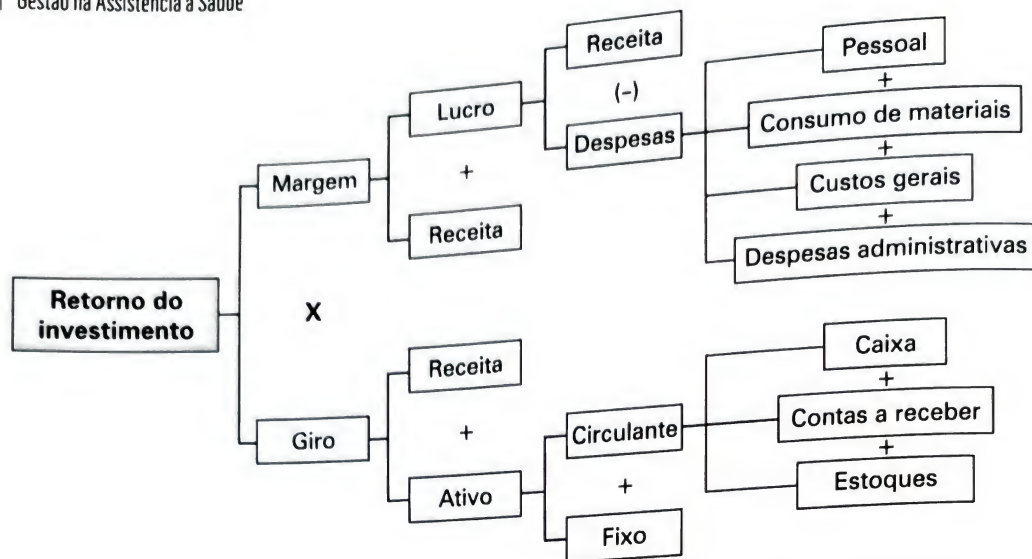 Gestão na Assistência à Saúde
Receita
Pessoal
(-)
+
Lucro
Despesas
Consumo de materiais
+
Margem
+
Custos gerais
+
Receita
Despesas administrativas
Retorno do
investimento
X
Receita
Caixa
+
Giro
+
Circulante
Contas a receber
+
Ativo
+
Estoques
Fixo